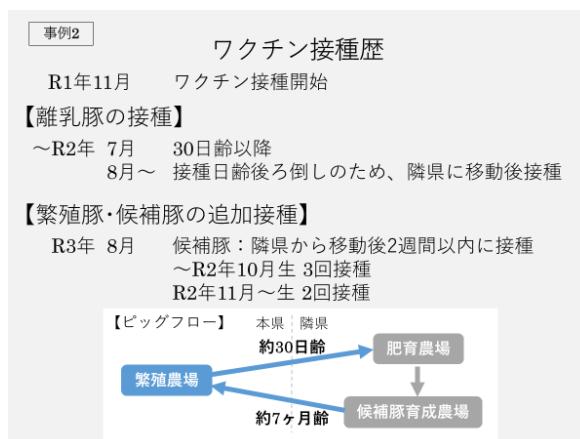 事例2
ワクチン接種歴
R1年11月 ワクチン接種開始
【離乳豚の接種】
～R2年 7月 30日齢以降
8月～ 接種日齢後ろ倒しのため、隣県に移動後接種
【繁殖豚・候補豚の追加接種】
R3年 8月 候補豚：隣県から移動後2週間以内に接種
～R2年10月生 3回接種
R2年11月～生 2回接種
【ピッグフロー】 本県 隣県
約30日齢
肥育農場
繁殖農場
候補豚育成農場
約7ヶ月齢